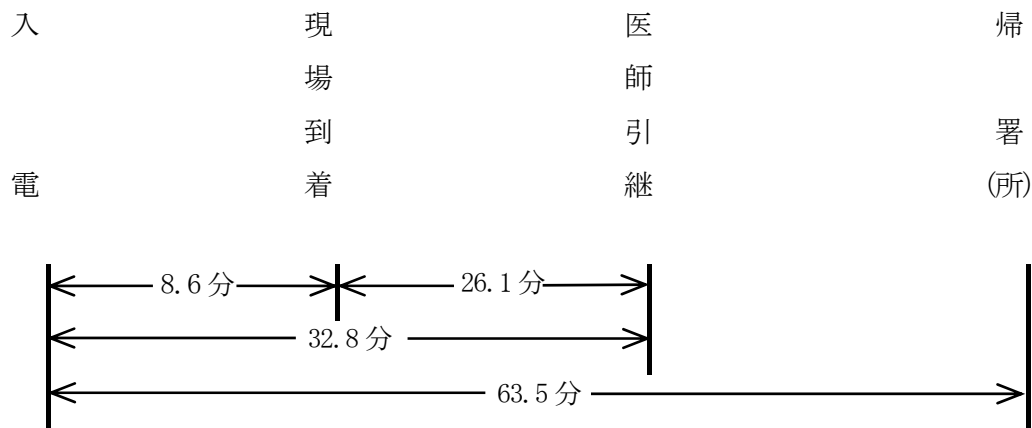 入電
現場到着
医師引継
帰署(所)
8.6分
26.1分
32.8分
63.5分